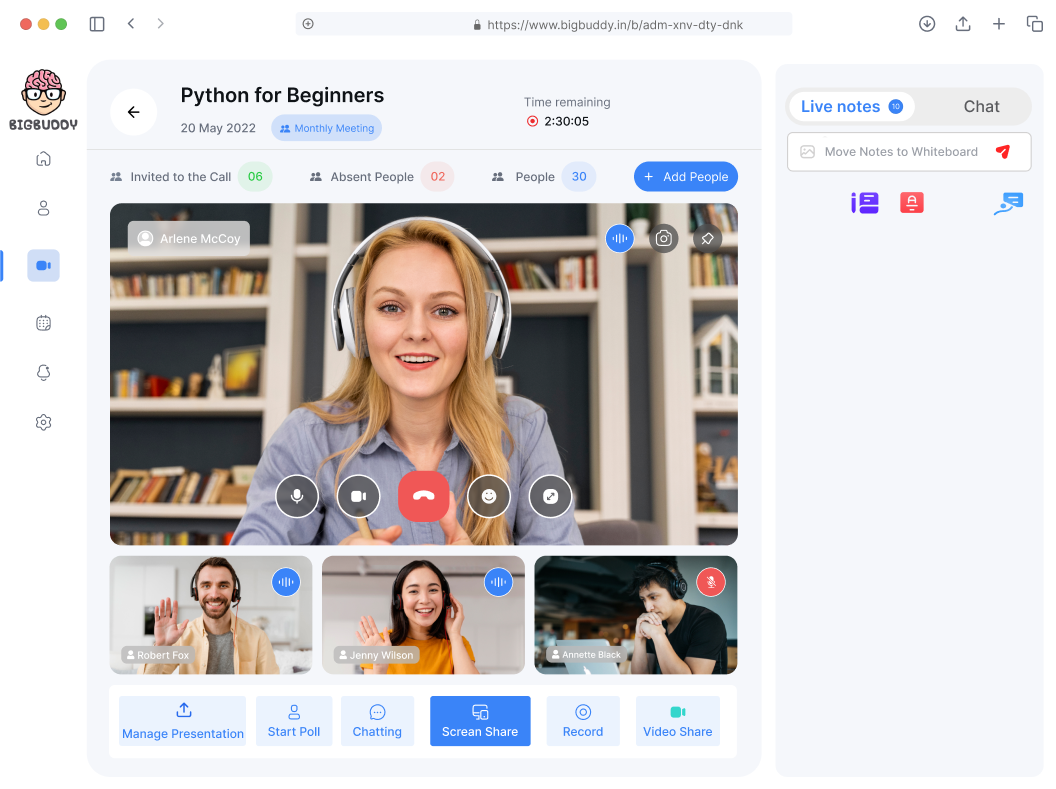 https://www.bigbuddy.in/b/adm-xnv-dty-dnk
BIGBUDDY
Python for Beginners
20 May 2022
Monthly Meeting
Time remaining
2:30:05
Invited to the Call 06
Absent People 02
People 30
+ Add People
Arlene McCoy
Robert Fox
Jenny Wilson
Annette Black
Manage Presentation
Start Poll
Chatting
Screan Share
Record
Video Share
Live notes 10
Chat
Move Notes to Whiteboard